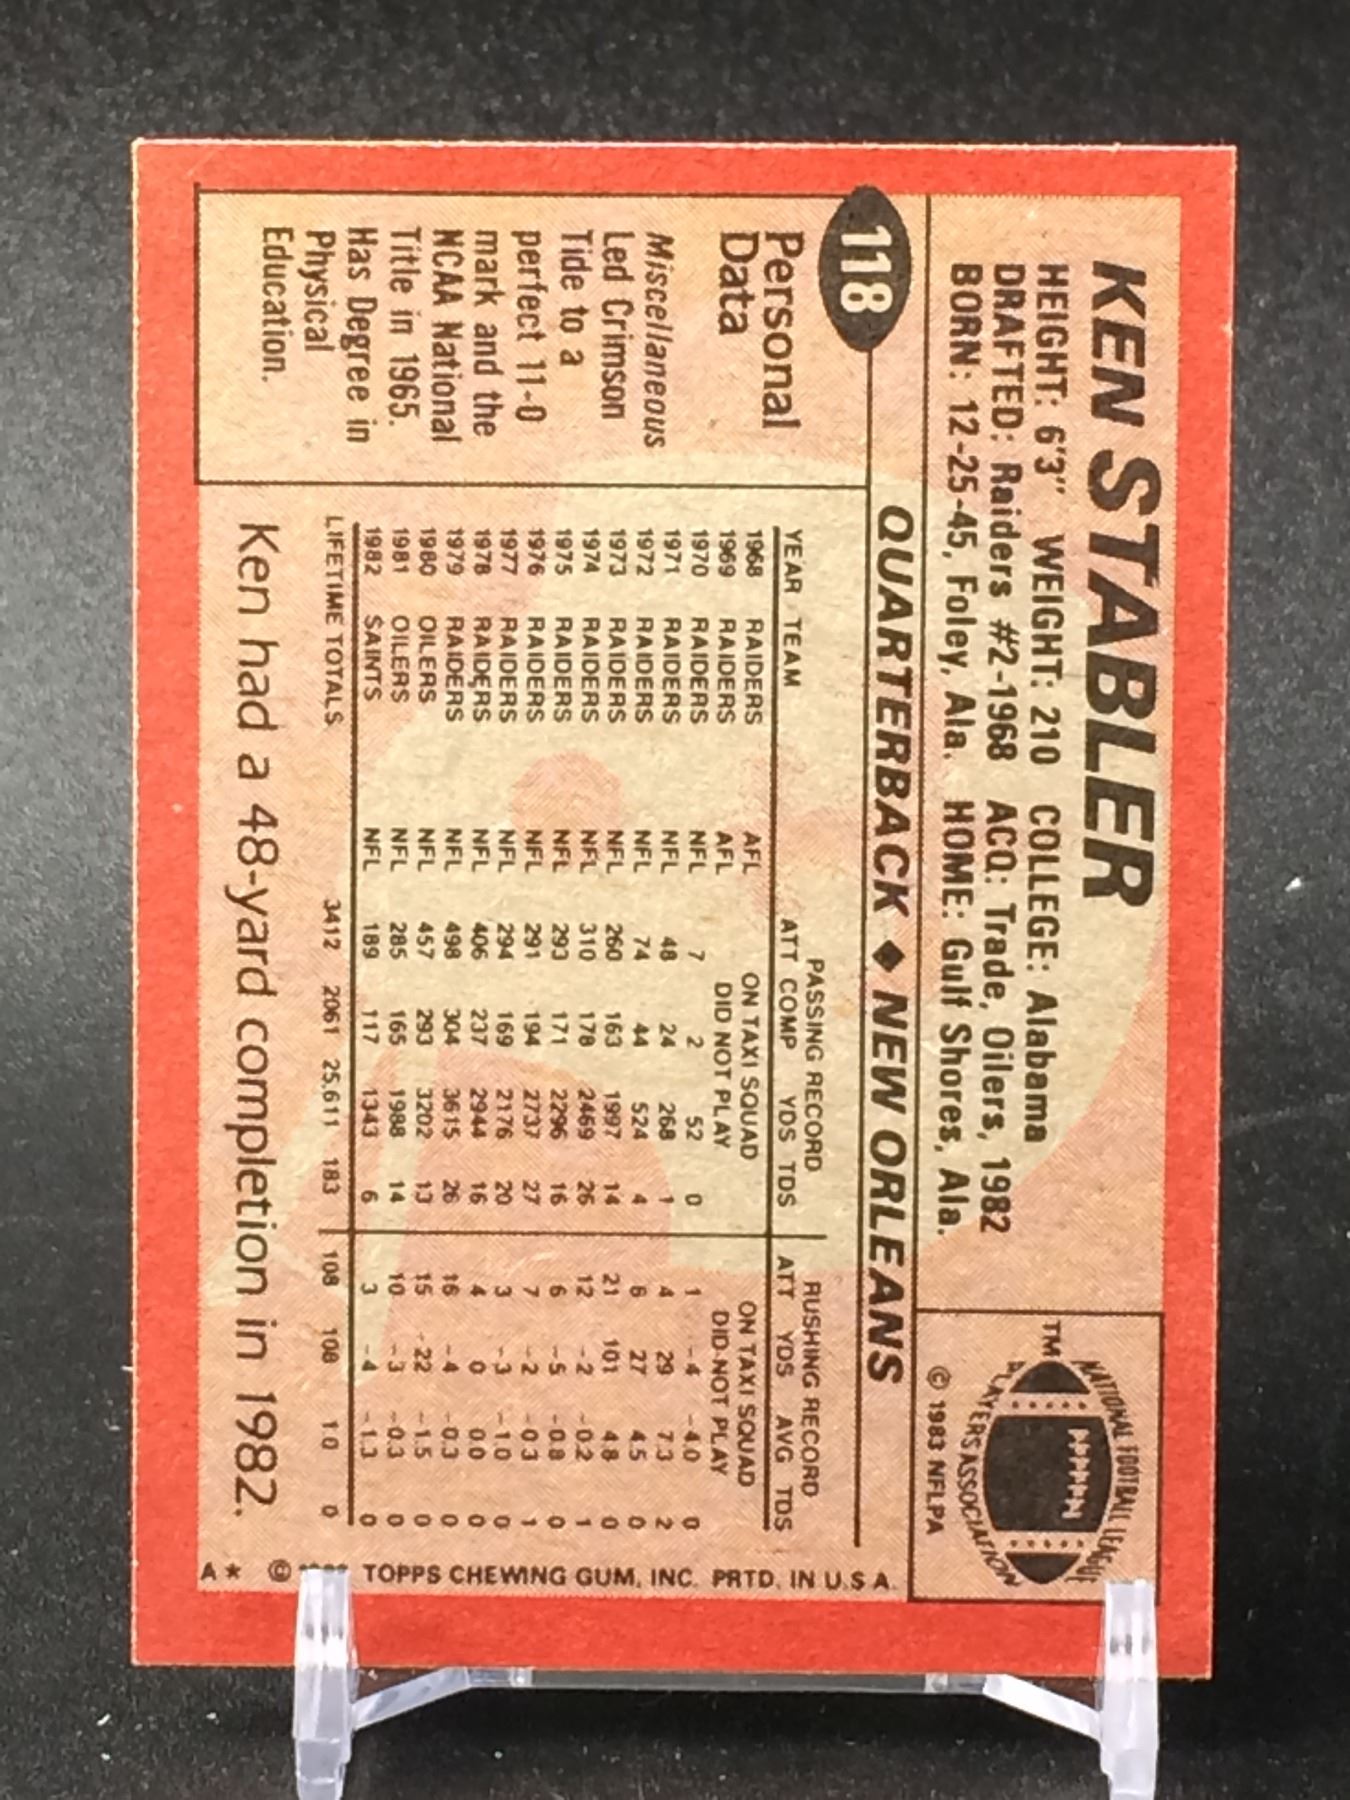 KEN STABLER
HEIGHT: 6'3" WEIGHT: 210 COLLEGE: Alabama
DRAFTED: Raiders #2-1968 ACQ: Trade, Oilers, 1982
BORN: 12-25-45, Foley, Ala. HOME: Gulf Shores, Ala.
TM
NATIONAL FOOTBALL LEAGUE
PLAYERS ASSOCIATION
© 1983 NFLPA
118
QUARTERBACK ◆ NEW ORLEANS
Personal
Data
Miscellaneous
Led Crimson
Tide to a
perfect 11-0
mark and the
NCAA National
Title in 1965.
Has Degree in
Physical
Education.
PASSING RECORD RUSHING RECORD
YEAR TEAM ATT COMP YDS TDS ATT YDS AVG TDS
1968 RAIDERS AFL ON TAXI SQUAD ON TAXI SQUAD
1969 RAIDERS AFL DID NOT PLAY DID NOT PLAY
1970 RAIDERS NFL 7 2 52 0 1 -4 -4.0 0
1971 RAIDERS NFL 48 24 268 1 4 29 7.3 2
1972 RAIDERS NFL 74 44 524 4 6 27 4.5 0
1973 RAIDERS NFL 260 163 1997 14 21 101 4.8 0
1974 RAIDERS NFL 310 178 2469 26 12 -2 -0.2 1
1975 RAIDERS NFL 293 171 2296 16 6 -5 -0.8 0
1976 RAIDERS NFL 291 194 2737 27 7 -2 -0.3 1
1977 RAIDERS NFL 294 169 2176 20 3 -3 -1.0 0
1978 RAIDERS NFL 406 237 2944 16 4 0 0.0 0
1979 RAIDERS NFL 498 304 3615 26 16 -4 -0.3 0
1980 OILERS NFL 457 293 3202 13 15 -22 -1.5 0
1981 OILERS NFL 285 165 1988 14 10 -3 -0.3 0
1982 SAINTS NFL 189 117 1343 6 3 -4 -1.3 0
LIFETIME TOTALS 3412 2061 25,611 183 108 108 1.0 0
Ken had a 48-yard completion in 1982.
A* © TOPPS CHEWING GUM, INC. PRTD. IN U.S.A.